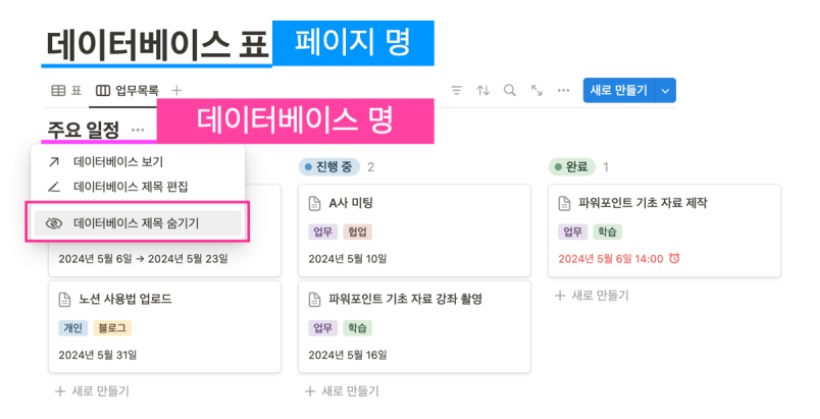 데이터베이스 표
페이지 명
표
업무목록
새로 만들기
주요 일정
데이터베이스 명
데이터베이스 보기
데이터베이스 제목 편집
데이터베이스 제목 숨기기
2024년 5월 6일 → 2024년 5월 23일
노션 사용법 업로드
개인 블로그
2024년 5월 31일
+ 새로 만들기
진행 중 2
A사 미팅
업무 협업
2024년 5월 10일
파워포인트 기초 자료 강좌 촬영
업무 학습
2024년 5월 16일
+ 새로 만들기
완료 1
파워포인트 기초 자료 제작
업무 학습
2024년 5월 6일 14:00
+ 새로 만들기